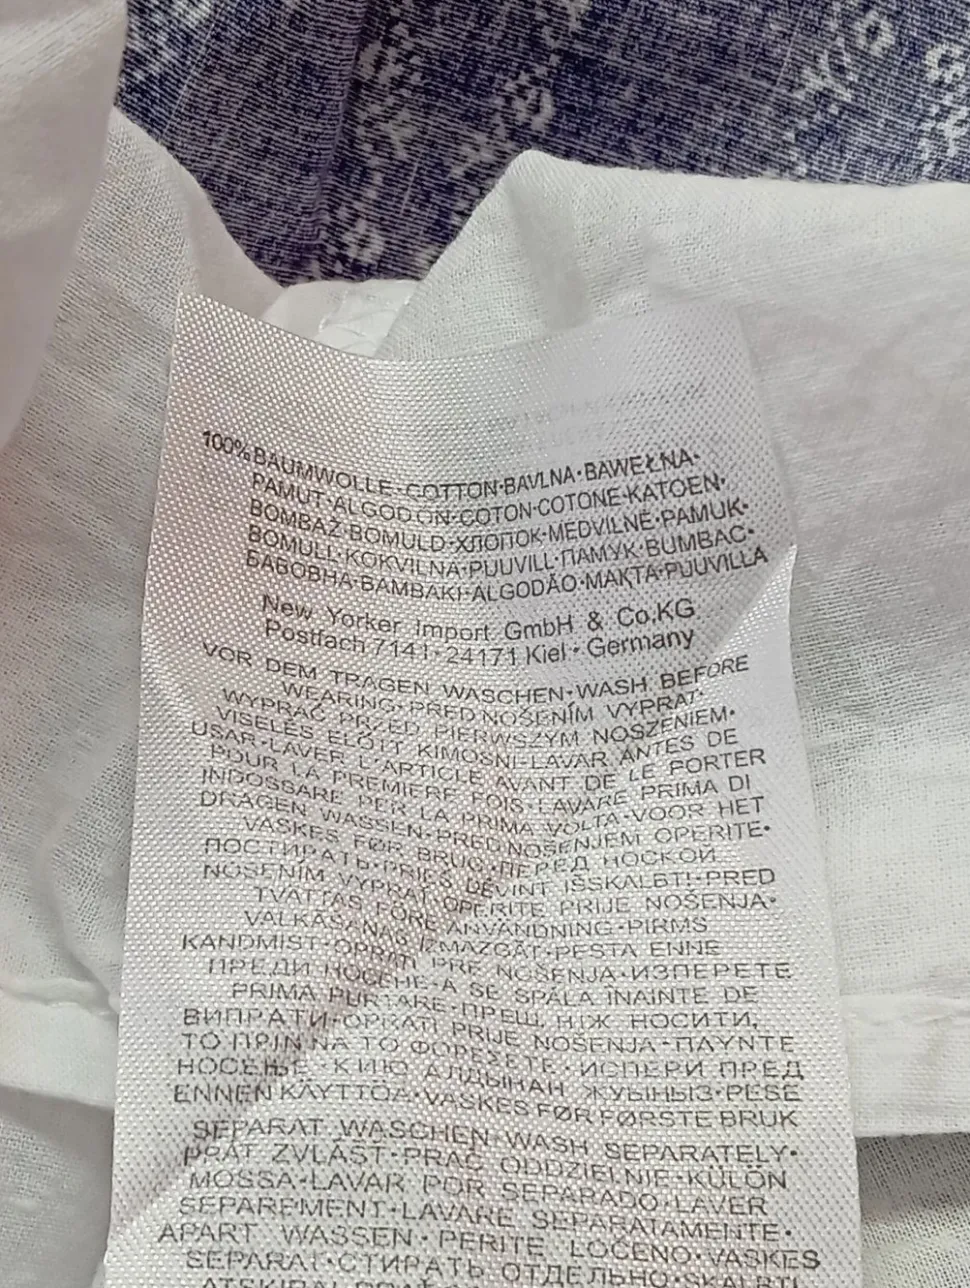 100%BAUMWOLLE·COTTON·BAVLNA·BAWEŁNA·
PAMUT·ALGODÓN·COTON·COTONE·KATOEN·
BOMBAŽ·BOMULD·ХЛОПОК·MEDVILNĖ·PAMUK·
BOMULL·KOKVILNA·PUUVILL·ПАМУК·BUMBAC·
БАВОВНА·BAMBAKI·ALGODÃO·МАҚТА·PUUVILLA
New Yorker Import GmbH & Co.KG
Postfach 7141·24171 Kiel·Germany
VOR DEM TRAGEN WASCHEN·WASH BEFORE
WEARING·PRED NOŠENÍM VYPRAT·
WYPRAĆ PRZED PIERWSZYM NOSZENIEM·
VISELÉS ELŐTT KIMOSNI·LAVAR ANTES DE
USAR·LAVER L'ARTICLE AVANT DE LE PORTER
POUR LA PREMIERE FOIS·LAVARE PRIMA DI
INDOSSARE PER LA PRIMA VOLTA·VOOR HET
DRAGEN WASSEN·PRED NOŠENJEM OPERITE·
VASKES FØR BRUG·ПЕРЕД НОСКОЙ
ПОСТИРАТЬ·PRIEŠ DĖVINT IŠSKALBTI·PRED
NOSENÍM VYPRAŤ·OPERITE PRIJE NOŠENJA·
TVÄTTAS FÖRE ANVÄNDNING·PIRMS
VALKĀŠANAS IZMAZGĀT·PESTA ENNE
KANDMIST·OPRATI PRE NOŠENJA·ИЗПЕРЕТЕ
ПРЕДИ НОСЕНЕ·A SE SPĂLA ÎNAINTE DE
PRIMA PURTARE·ПРЕШ, НІЖ НОСИТИ,
ВИПРАТИ·OPRATI PRIJE NOŠENJA·ΠΛΥΝΤΕ
ΤΟ ΠΡΙΝ ΝΑ ΤΟ ΦΟΡΕΣΕΤΕ·ИСПЕРИ ПРЕД
НОСЕЊЕ·КИЮ АЛДЫНАН ЖУЫҢЫЗ·PESE
ENNEN KÄYTTÖÄ·VASKES FØR FØRSTE BRUK
SEPARAT WASCHEN·WASH SEPARATELY·
PRÁT ZVLÁŠŤ·PRAĆ ODDZIELNIE·KÜLÖN
MOSSA·LAVAR POR SEPARADO·LAVER
SEPAREMENT·LAVARE SEPARATAMENTE·
APART WASSEN·PERITE LOČENO·VASKES
SEPARAT·СТИРАТЬ ОТДЕЛЬНО·SKALBTI